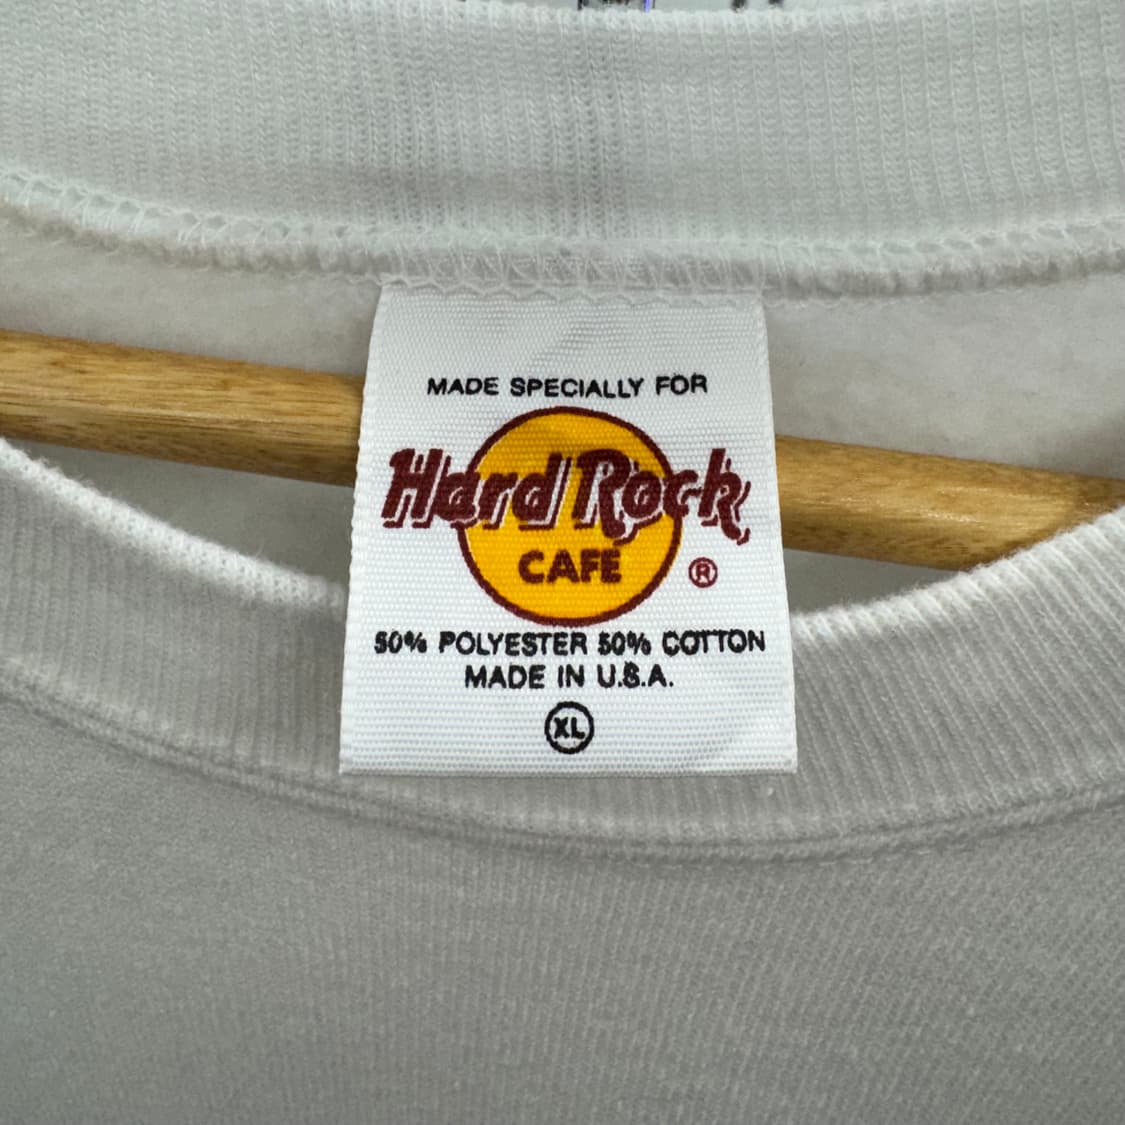 MADE SPECIALLY FOR
Hard Rock
CAFE
®
50% POLYESTER 50% COTTON
MADE IN U.S.A.
XL